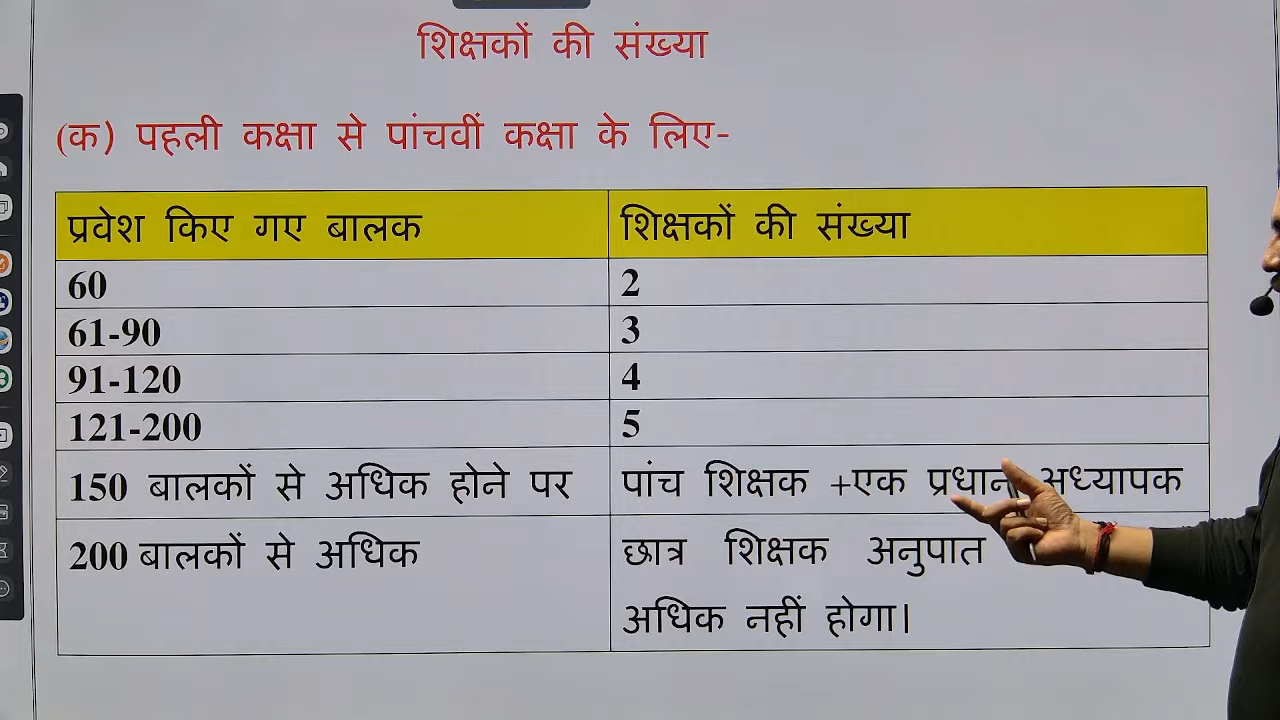 शिक्षकों की संख्या
(क) पहली कक्षा से पांचवीं कक्षा के लिए-
प्रवेश किए गए बालक शिक्षकों की संख्या
60 2
61-90 3
91-120 4
121-200 5
150 बालकों से अधिक होने पर पांच शिक्षक +एक प्रधान अध्यापक
200 बालकों से अधिक छात्र शिक्षक अनुपात
अधिक नहीं होगा।